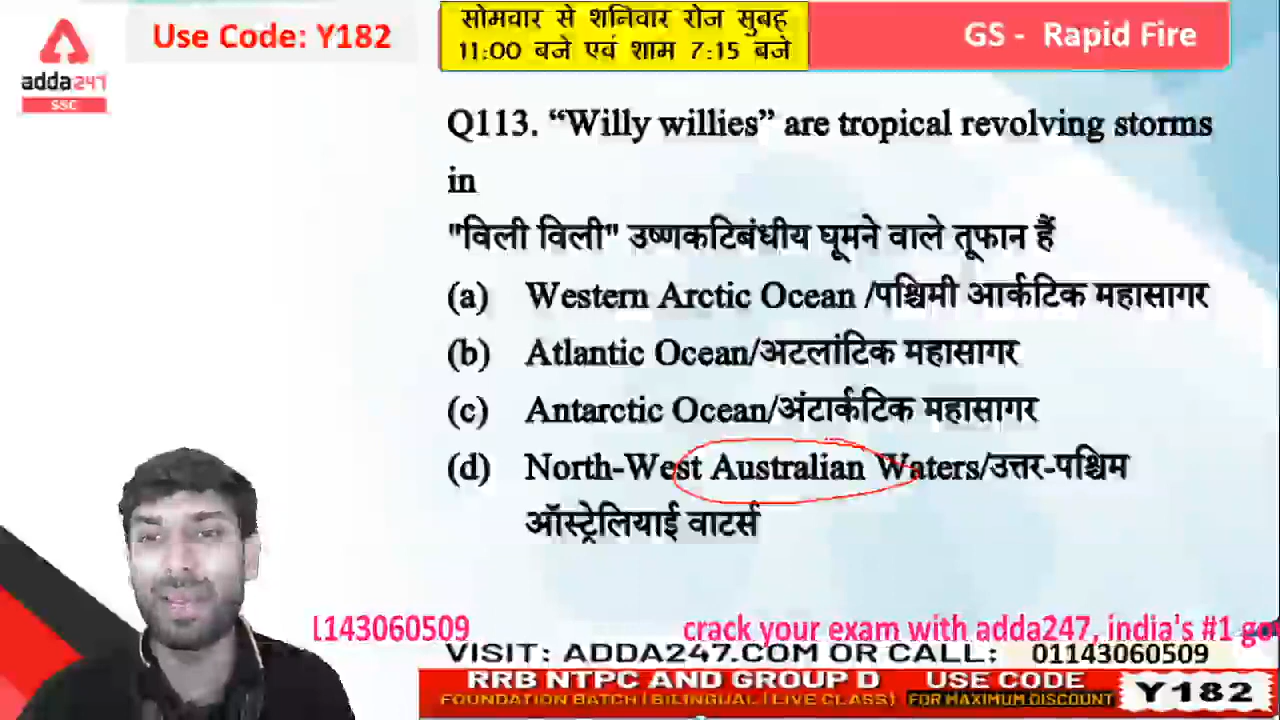 Use Code: Y182
सोमवार से शनिवार रोज सुबह
11:00 बजे एवं शाम 7:15 बजे
GS - Rapid Fire
adda247
SSC
Q113. “Willy willies” are tropical revolving storms
in
"विली विली" उष्णकटिबंधीय घूमने वाले तूफान हैं
(a) Western Arctic Ocean /पश्चिमी आर्कटिक महासागर
(b) Atlantic Ocean/अटलांटिक महासागर
(c) Antarctic Ocean/अंटार्कटिक महासागर
(d) North-West Australian Waters/उत्तर-पश्चिम
ऑस्ट्रेलियाई वाटर्स
1143060509 crack your exam with adda247, india's #1 go
VISIT: ADDA247.COM OR CALL: 01143060509
RRB NTPC AND GROUP D USE CODE
FOUNDATION BATCH | BILINGUAL | LIVE CLASS) FOR MAXIMUM DISCOUNT
Y182